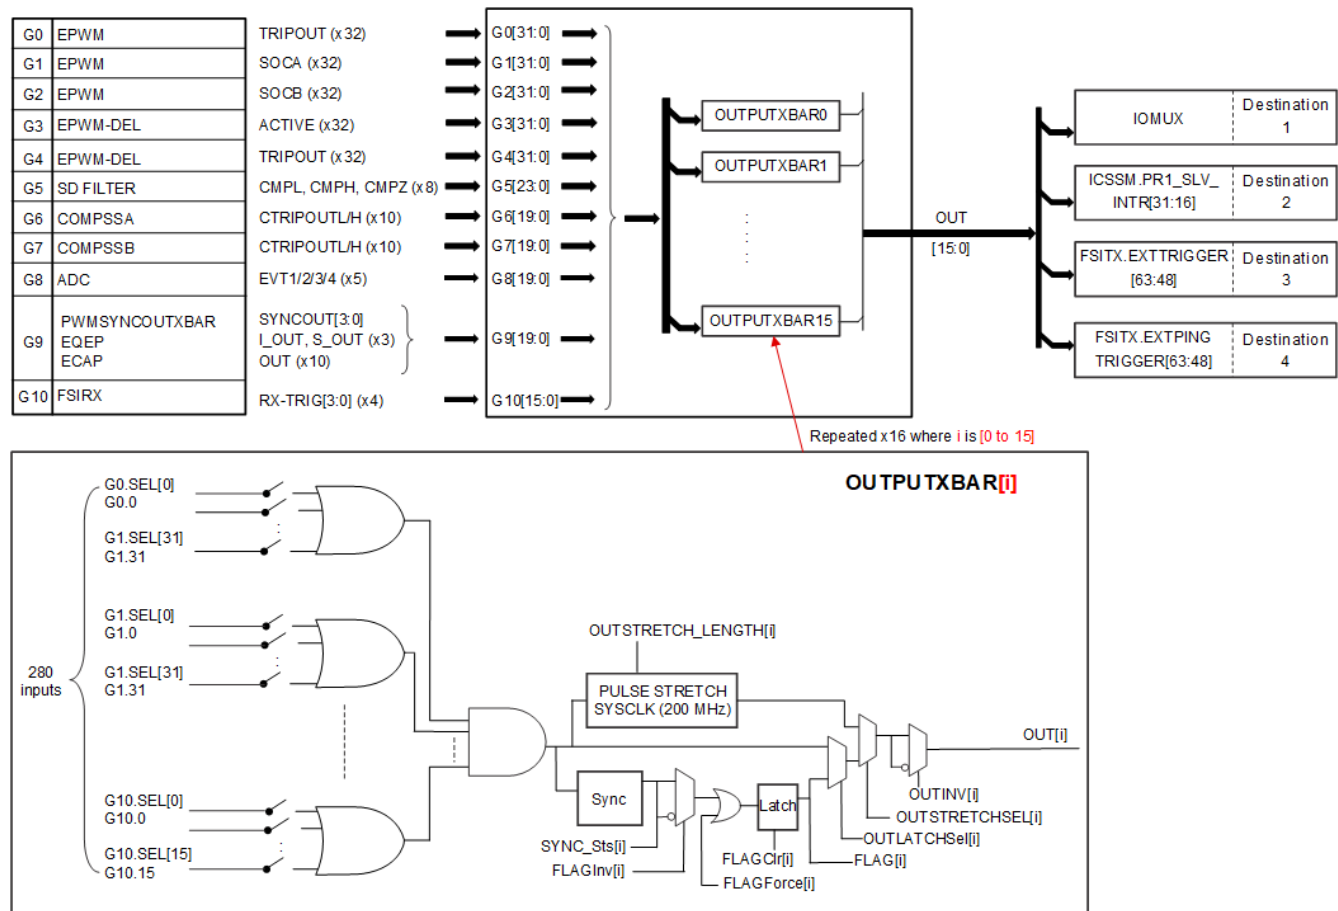 G0 EPWM TRIPOUT (x32) G0[31:0]
G1 EPWM SOCA (x32) G1[31:0]
G2 EPWM SOCB (x32) G2[31:0]
G3 EPWM-DEL ACTIVE (x32) G3[31:0]
G4 EPWM-DEL TRIPOUT (x32) G4[31:0]
G5 SD FILTER CMPL, CMPH, CMPZ (x8) G5[23:0]
G6 COMPSSA CTRIPOUTL/H (x10) G6[19:0]
G7 COMPSSB CTRIPOUTL/H (x10) G7[19:0]
G8 ADC EVT1/2/3/4 (x5) G8[19:0]
G9
PWMSYNCOUTXBAR
EQEP
ECAP
SYNCOUT[3:0]
I_OUT, S_OUT (x3)
OUT (x10)
G9[19:0]
G10 FSIRX RX-TRIG[3:0] (x4) G10[15:0]
OUTPUTXBAR0
OUTPUTXBAR1
OUTPUTXBAR15
OUT
[15:0]
IOMUX
Destination
1
ICSSM.PR1_SLV_
INTR[31:16]
Destination
2
FSITX.EXTTRIGGER
[63:48]
Destination
3
FSITX.EXTPING
TRIGGER[63:48]
Destination
4
Repeated x16 where i is [0 to 15]
OUTPUTXBAR[i]
280
inputs
G0.SEL[0]
G0.0
G1.SEL[31]
G1.31
G1.SEL[0]
G1.0
G1.SEL[31]
G1.31
G10.SEL[0]
G10.0
G10.SEL[15]
G10.15
OUTSTRETCH_LENGTH[i]
PULSE STRETCH
SYSCLK (200 MHz)
Sync
Latch
OUT[i]
OUTINV[i]
OUTSTRETCHSEL[i]
OUTLATCHSel[i]
FLAG[i]
SYNC_Sts[i]
FLAGInv[i]
FLAGClr[i]
FLAGForce[i]